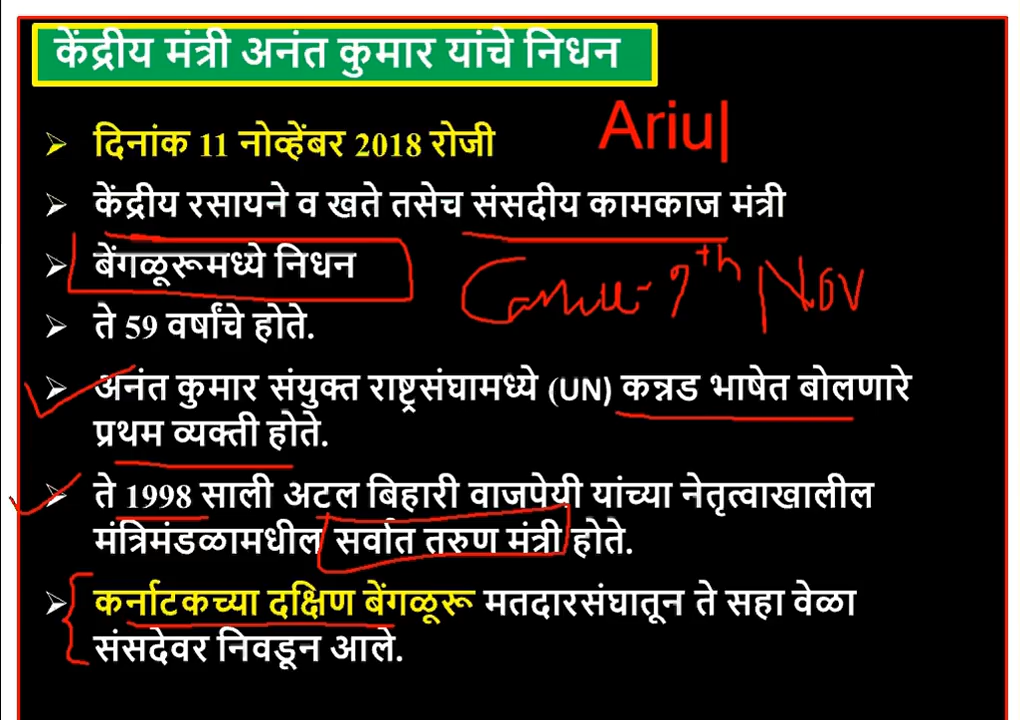 केंद्रीय मंत्री अनंत कुमार यांचे निधन
Ariu|
➢ दिनांक 11 नोव्हेंबर 2018 रोजी
➢ केंद्रीय रसायने व खते तसेच संसदीय कामकाज मंत्री
➢ बेंगळूरूमध्ये निधन
9th Nov
➢ ते 59 वर्षांचे होते.
➢ अनंत कुमार संयुक्त राष्ट्रसंघामध्ये (UN) कन्नड भाषेत बोलणारे
प्रथम व्यक्ती होते.
➢ ते 1998 साली अटल बिहारी वाजपेयी यांच्या नेतृत्वाखालील
मंत्रिमंडळामधील सर्वात तरुण मंत्री होते.
➢ कर्नाटकच्या दक्षिण बेंगळूरू मतदारसंघातून ते सहा वेळा
संसदेवर निवडून आले.